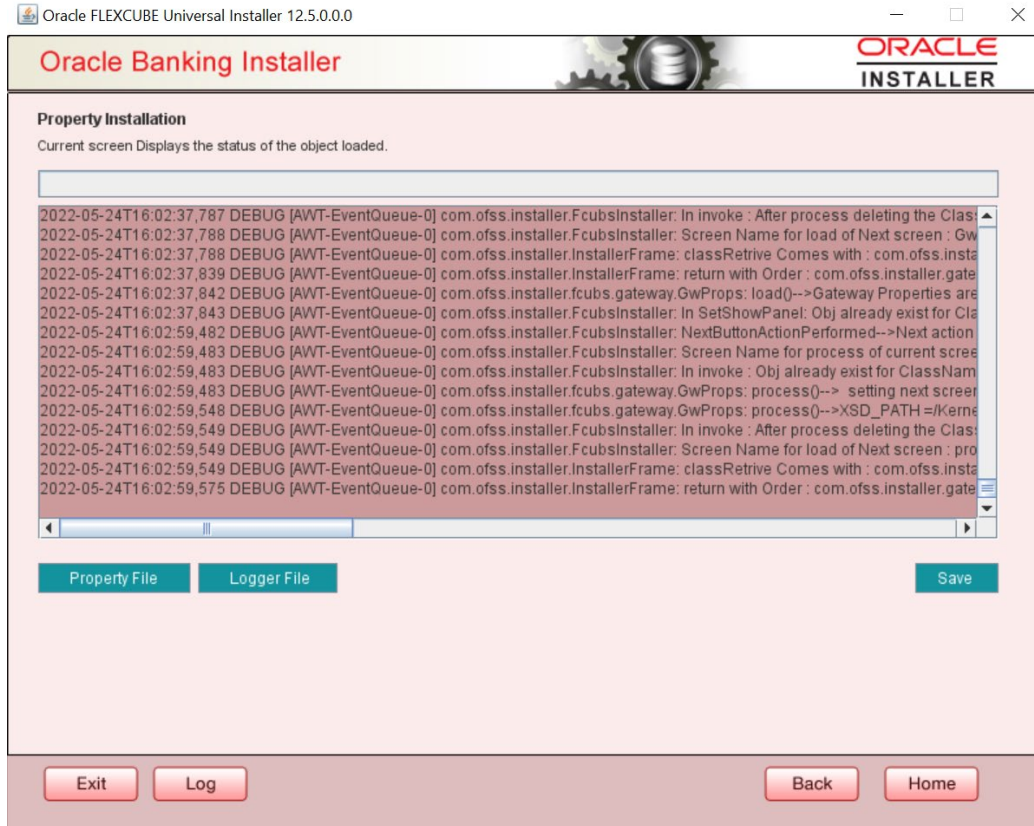 Oracle FLEXCUBE Universal Installer 12.5.0.0.0
Oracle Banking Installer
ORACLE
INSTALLER
Property Installation
Current screen Displays the status of the object loaded.
2022-05-24T16:02:37,787 DEBUG [AWT-EventQueue-0] com.ofss.installer.FcubsInstaller: In invoke : After process deleting the Clas
2022-05-24T16:02:37,788 DEBUG [AWT-EventQueue-0] com.ofss.installer.FcubsInstaller: Screen Name for load of Next screen : Gw
2022-05-24T16:02:37,788 DEBUG [AWT-EventQueue-0] com.ofss.installer.InstallerFrame: classRetrive Comes with : com.ofss.insta
2022-05-24T16:02:37,839 DEBUG [AWT-EventQueue-0] com.ofss.installer.InstallerFrame: return with Order : com.ofss.installer.gate
2022-05-24T16:02:37,842 DEBUG [AWT-EventQueue-0] com.ofss.installer.fcubs.gateway.GwProps: load()-->Gateway Properties are
2022-05-24T16:02:37,843 DEBUG [AWT-EventQueue-0] com.ofss.installer.FcubsInstaller: In SetShowPanel: Obj already exist for Cla
2022-05-24T16:02:59,482 DEBUG [AWT-EventQueue-0] com.ofss.installer.FcubsInstaller: NextButtonActionPerformed-->Next action
2022-05-24T16:02:59,483 DEBUG [AWT-EventQueue-0] com.ofss.installer.FcubsInstaller: Screen Name for process of current scree
2022-05-24T16:02:59,483 DEBUG [AWT-EventQueue-0] com.ofss.installer.FcubsInstaller: In invoke : Obj already exist for ClassNam
2022-05-24T16:02:59,483 DEBUG [AWT-EventQueue-0] com.ofss.installer.fcubs.gateway.GwProps: process()--> setting next screen
2022-05-24T16:02:59,548 DEBUG [AWT-EventQueue-0] com.ofss.installer.fcubs.gateway.GwProps: process()-->XSD_PATH =/Kerne
2022-05-24T16:02:59,549 DEBUG [AWT-EventQueue-0] com.ofss.installer.FcubsInstaller: In invoke : After process deleting the Clas
2022-05-24T16:02:59,549 DEBUG [AWT-EventQueue-0] com.ofss.installer.FcubsInstaller: Screen Name for load of Next screen : pro
2022-05-24T16:02:59,549 DEBUG [AWT-EventQueue-0] com.ofss.installer.InstallerFrame: classRetrive Comes with : com.ofss.insta
2022-05-24T16:02:59,575 DEBUG [AWT-EventQueue-0] com.ofss.installer.InstallerFrame: return with Order : com.ofss.installer.gate
Property File
Logger File
Save
Exit
Log
Back
Home